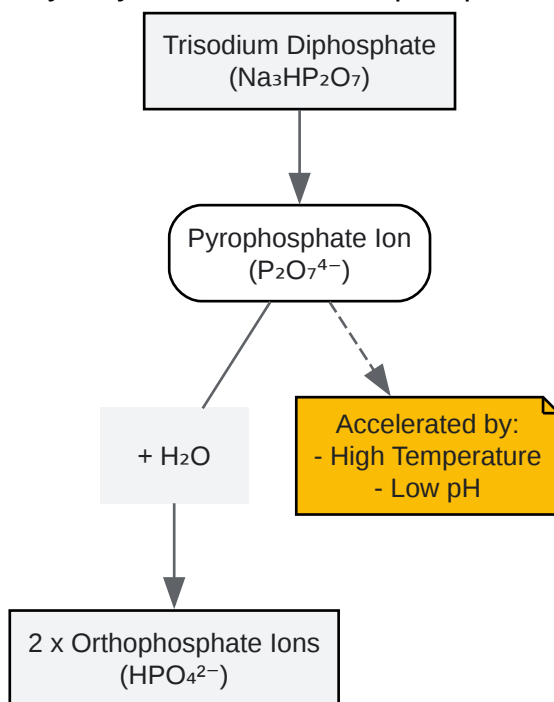 Trisodium Diphosphate
(Na₃HP₂O₇)
Pyrophosphate Ion
(P₂O₇⁴⁻)
+ H₂O
Accelerated by:
- High Temperature
- Low pH
2 x Orthophosphate Ions
(HPO₄²⁻)